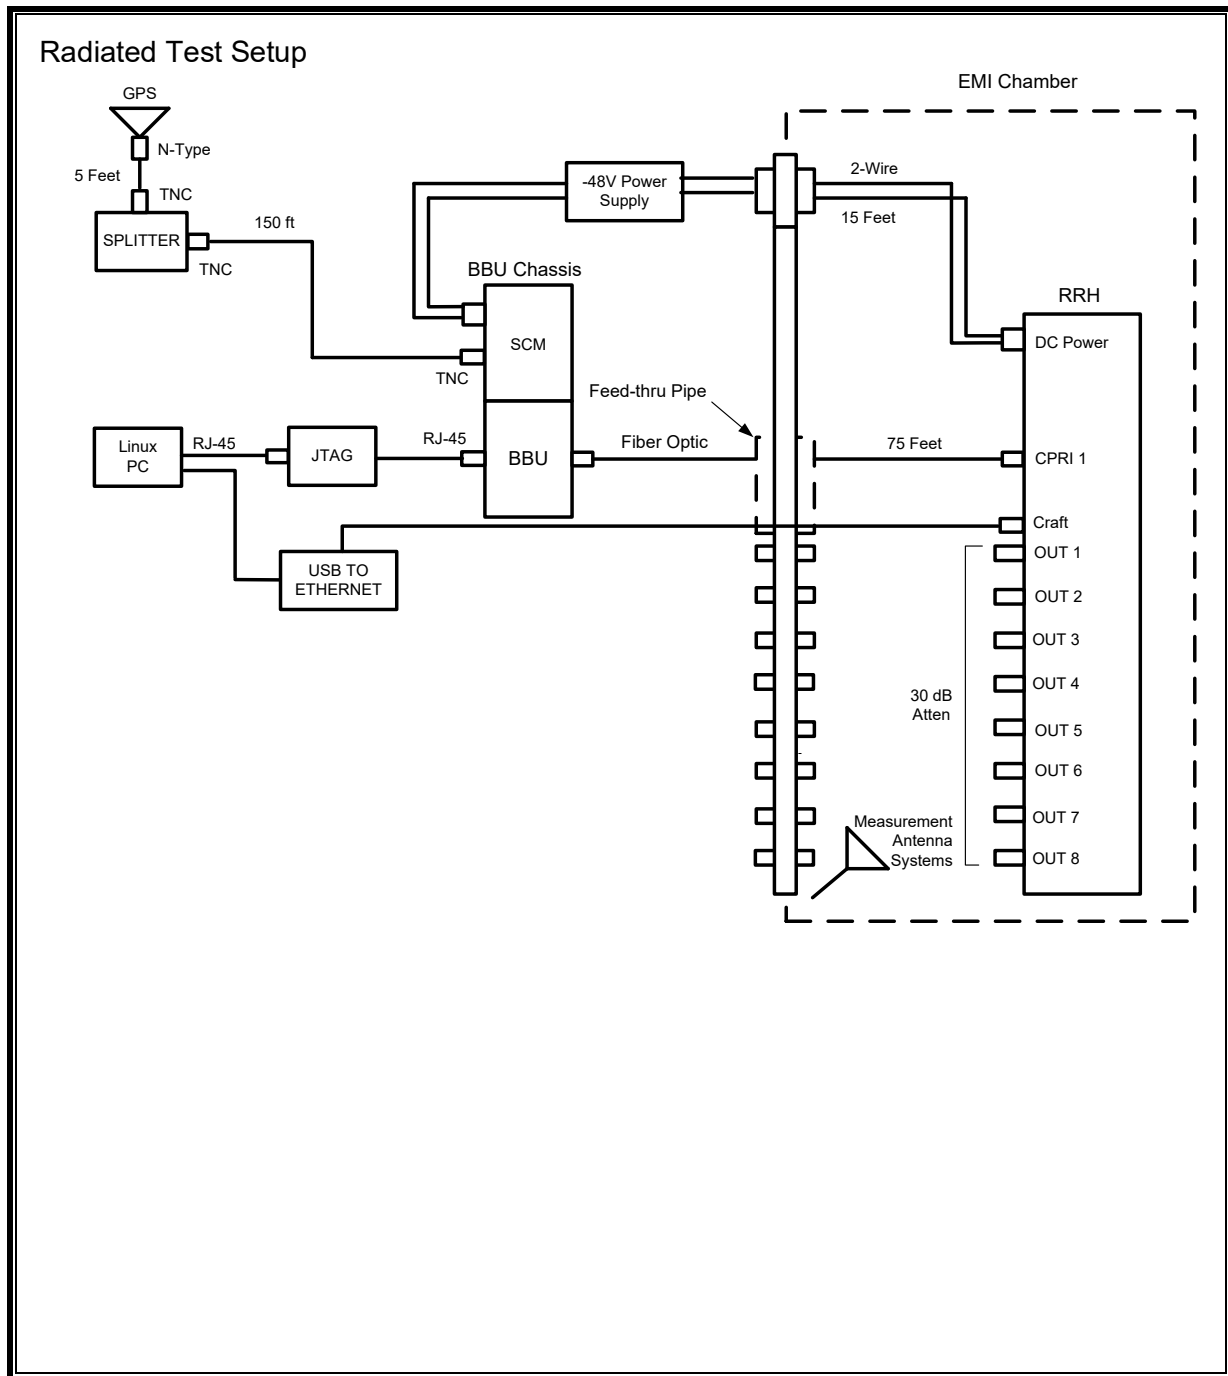 Radiated Test Setup
EMI Chamber
GPS
N-Type
5 Feet
TNC
SPLITTER
150 ft
TNC
-48V Power
Supply
2-Wire
15 Feet
BBU Chassis
SCM
TNC
RRH
DC Power
Feed-thru Pipe
Linux
PC
RJ-45
JTAG
RJ-45
BBU
Fiber Optic
75 Feet
CPRI 1
Craft
USB TO
ETHERNET
OUT 1
OUT 2
OUT 3
OUT 4
30 dB
Atten
OUT 5
OUT 6
OUT 7
Measurement
Antenna
Systems
OUT 8